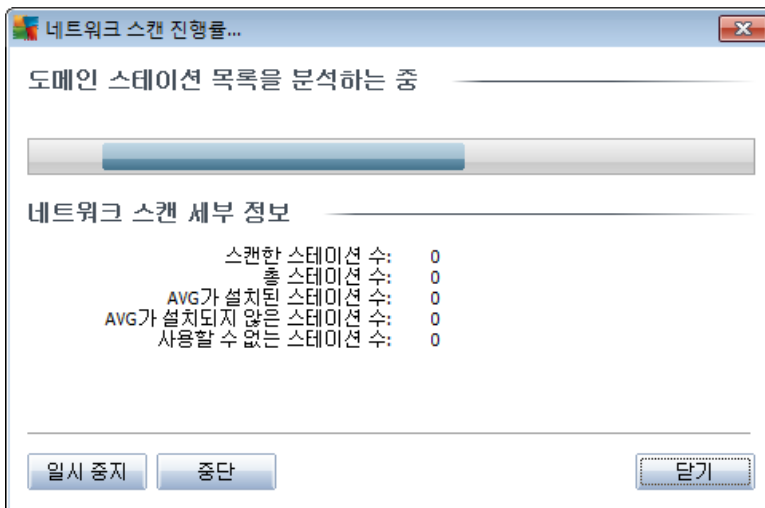 네트워크 스캔 진행률...
도메인 스테이션 목록을 분석하는 중
네트워크 스캔 세부 정보
스캔한 스테이션 수: 0
총 스테이션 수: 0
AVG가 설치된 스테이션 수: 0
AVG가 설치되지 않은 스테이션 수: 0
사용할 수 없는 스테이션 수: 0
일시 중지 중단 닫기